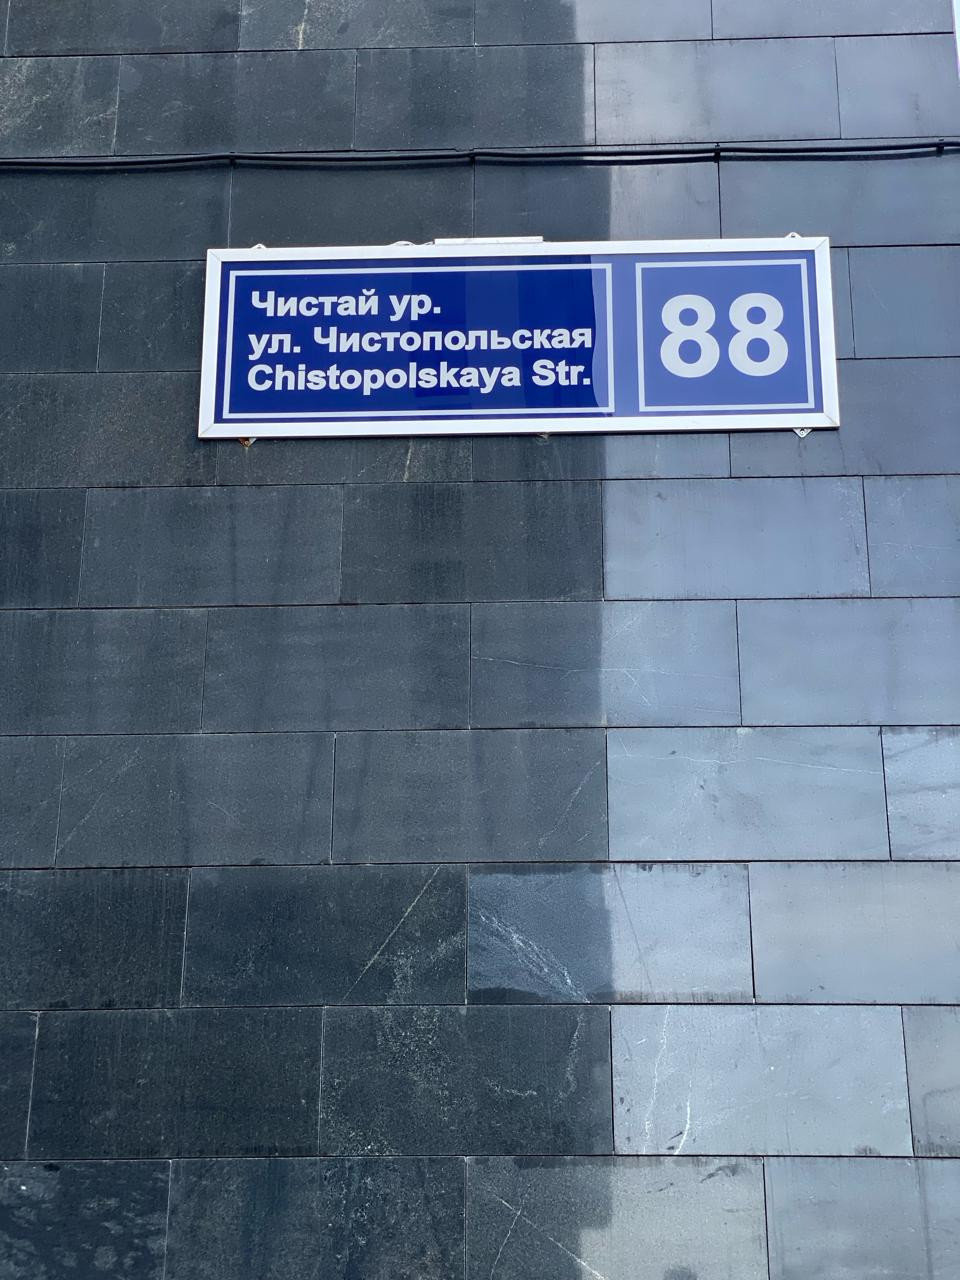 Чистай ур.
ул. Чистопольская
Chistopolskaya Str.
88